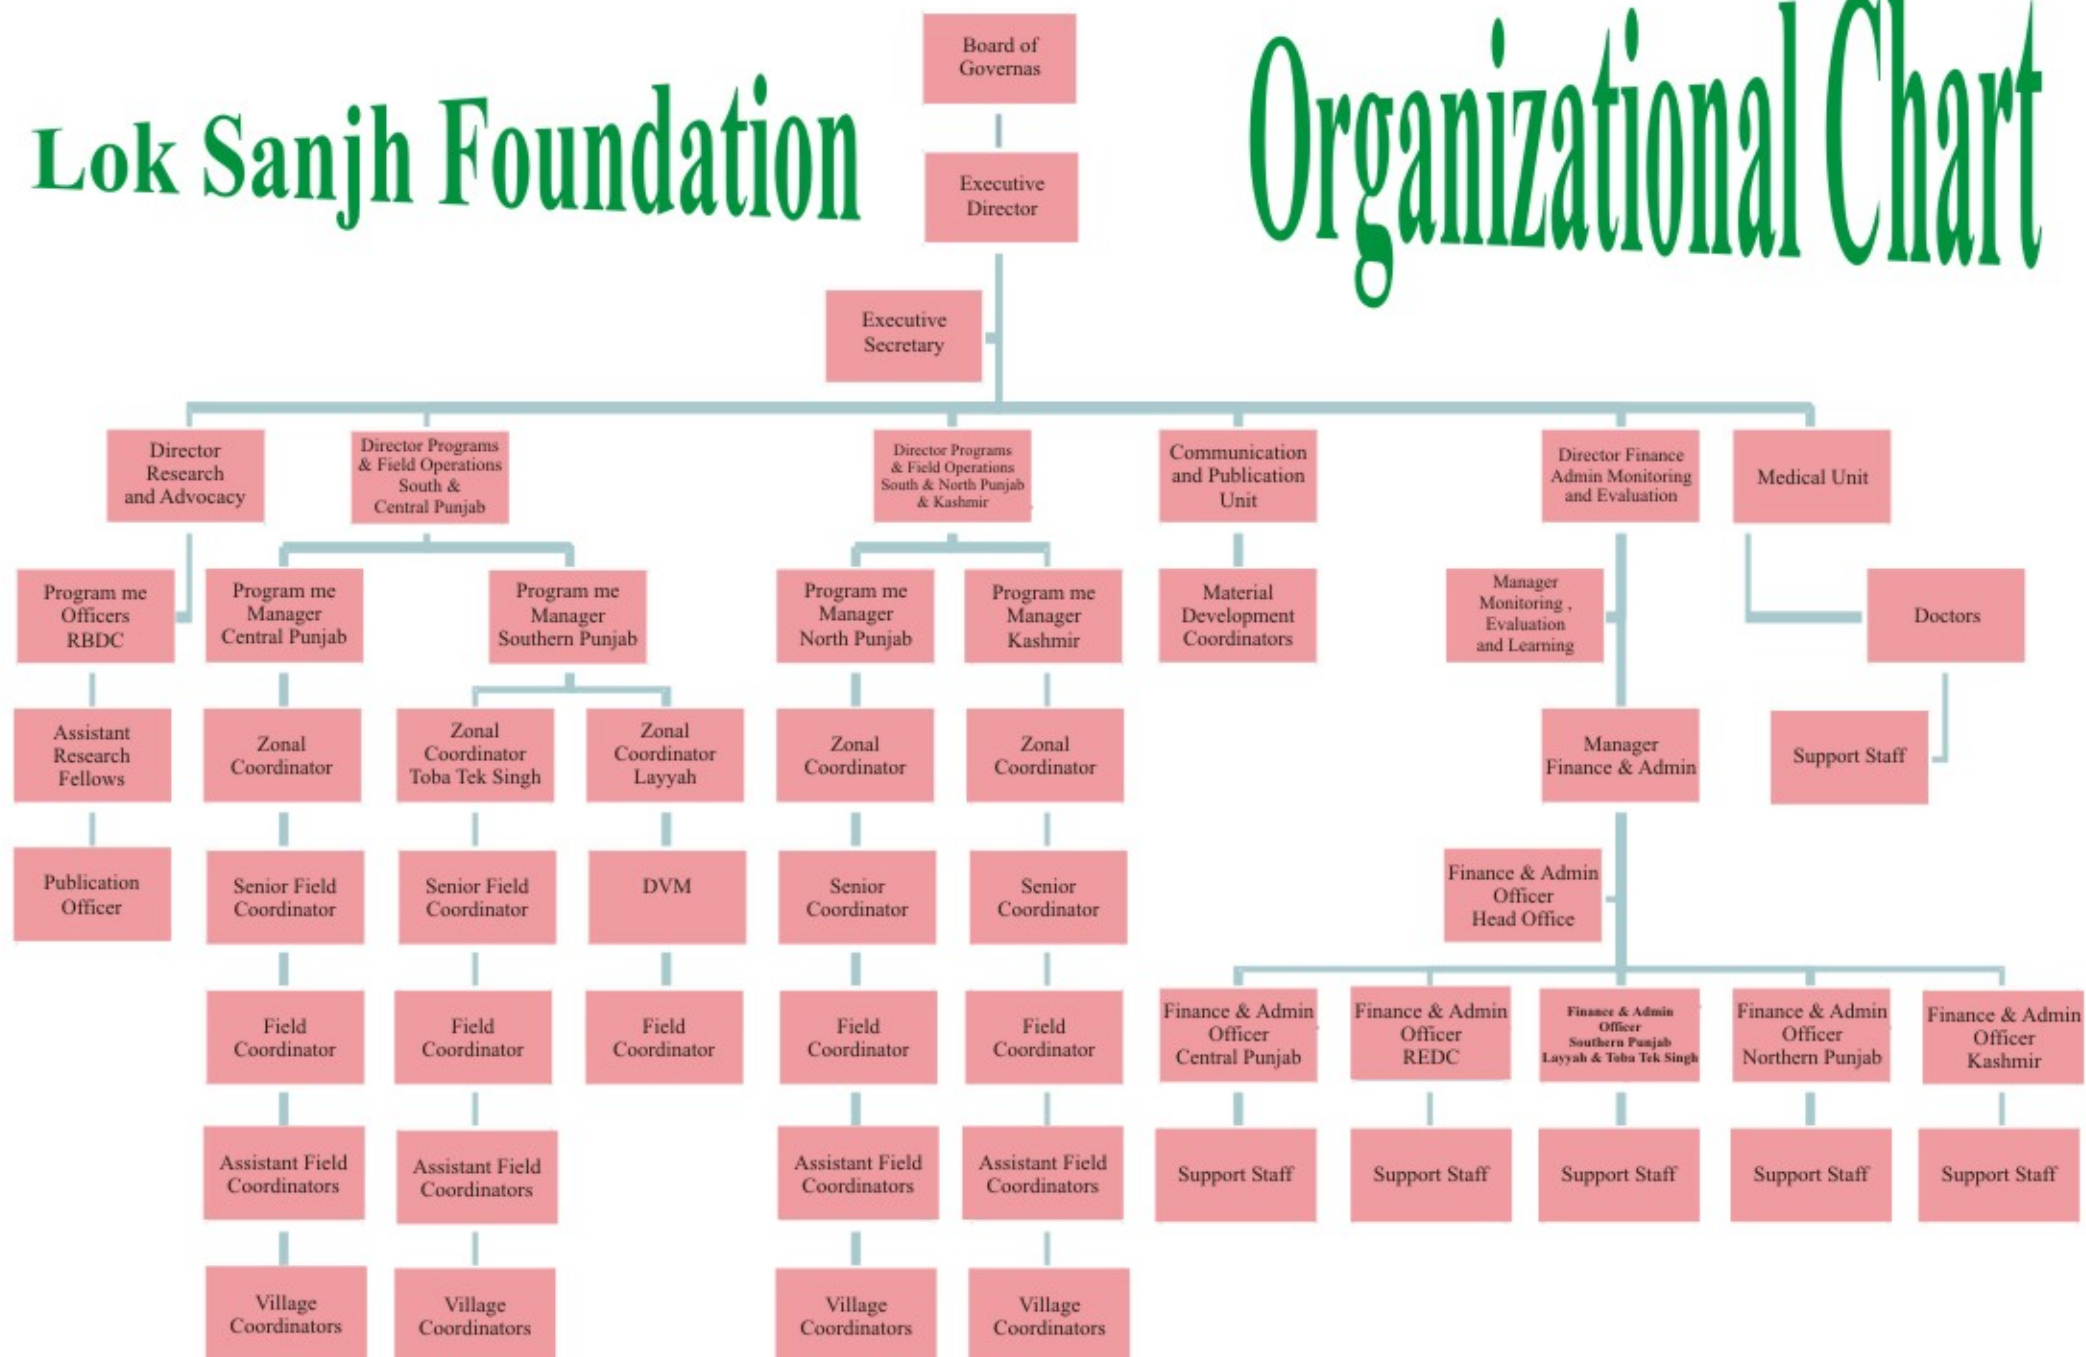 Lok Sanjh Foundation
Organizational Chart
Board of
Governas
Executive
Director
Executive
Secretary
Director
Research
and Advocacy
Director Programs
& Field Operations
South &
Central Punjab
Director Programs
& Field Operations
South & North Punjab
& Kashmir
Communication
and Publication
Unit
Director Finance
Admin Monitoring
and Evaluation
Medical Unit
Program me
Officers
RBDC
Program me
Manager
Central Punjab
Program me
Manager
Southern Punjab
Program me
Manager
North Punjab
Program me
Manager
Kashmir
Material
Development
Coordinators
Manager
Monitoring ,
Evaluation
and Learning
Doctors
Assistant
Research
Fellows
Zonal
Coordinator
Zonal
Coordinator
Toba Tek Singh
Zonal
Coordinator
Layyah
Zonal
Coordinator
Zonal
Coordinator
Manager
Finance & Admin
Support Staff
Publication
Officer
Senior Field
Coordinator
Senior Field
Coordinator
DVM
Senior
Coordinator
Senior
Coordinator
Finance & Admin
Officer
Head Office
Field
Coordinator
Field
Coordinator
Field
Coordinator
Field
Coordinator
Field
Coordinator
Finance & Admin
Officer
Central Punjab
Finance & Admin
Officer
REDC
Finance & Admin
Officer
Southern Punjab
Layyah & Toba Tek Singh
Finance & Admin
Officer
Northern Punjab
Finance & Admin
Officer
Kashmir
Assistant Field
Coordinators
Assistant Field
Coordinators
Assistant Field
Coordinators
Assistant Field
Coordinators
Support Staff
Support Staff
Support Staff
Support Staff
Support Staff
Village
Coordinators
Village
Coordinators
Village
Coordinators
Village
Coordinators